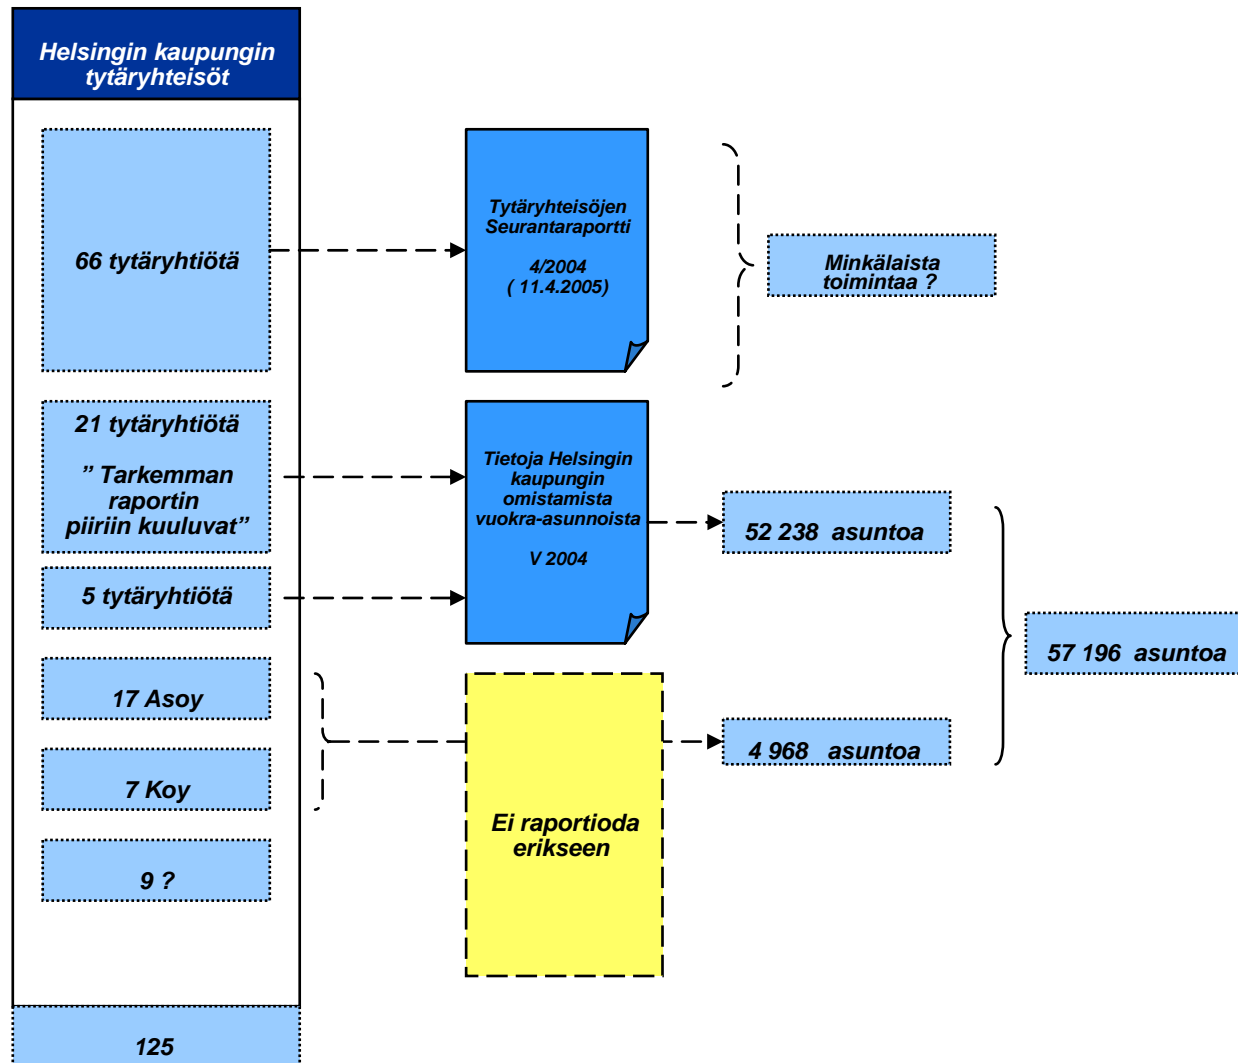 Helsingin kaupungin
tytäryhteisöt
66 tytäryhtiötä
Tytäryhteisöjen
Seurantaraportti
4/2004
( 11.4.2005)
Minkälaista
toimintaa ?
21 tytäryhtiötä
” Tarkemman
raportin
piiriin kuuluvat”
5 tytäryhtiötä
Tietoja Helsingin
kaupungin
omistamista
vuokra-asunnoista
V 2004
52 238 asuntoa
57 196 asuntoa
17 Asoy
7 Koy
Ei raportioda
erikseen
4 968 asuntoa
9 ?
125